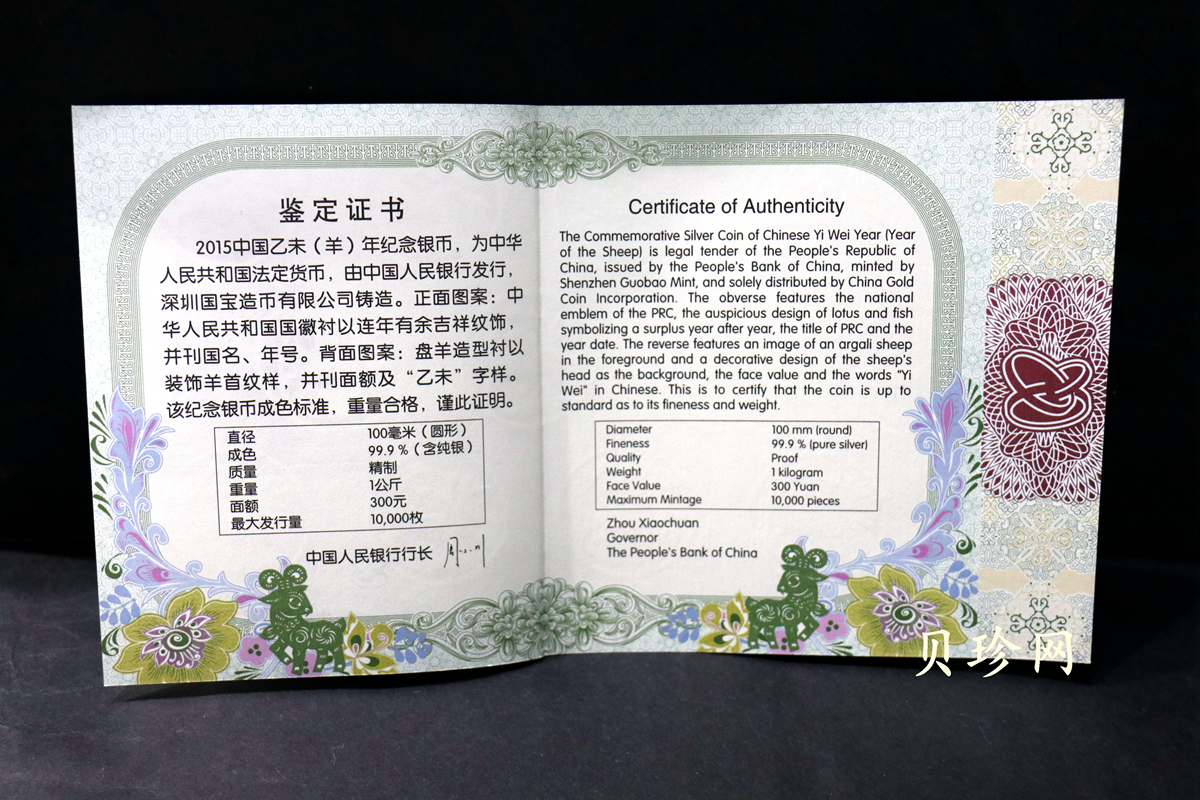 鉴定证书
2015中国乙未（羊）年纪念银币，为中华
人民共和国法定货币，由中国人民银行发行，
深圳国宝造币有限公司铸造。正面图案：中
华人民共和国国徽衬以连年有余吉祥纹饰，
并刊国名、年号。背面图案：盘羊造型衬以
装饰羊首纹样，并刊面额及“乙未”字样。
该纪念银币成色标准，重量合格，谨此证明。
直径 100毫米（圆形）
成色 99.9％（含纯银）
质量 精制
重量 1公斤
面额 300元
最大发行量 10,000枚
中国人民银行行长
Certificate of Authenticity
The Commemorative Silver Coin of Chinese Yi Wei Year (Year
of the Sheep) is legal tender of the People's Republic of
China, issued by the People's Bank of China, minted by
Shenzhen Guobao Mint, and solely distributed by China Gold
Coin Incorporation. The obverse features the national
emblem of the PRC, the auspicious design of lotus and fish
symbolizing a surplus year after year, the title of PRC and the
year date. The reverse features an image of an argali sheep
in the foreground and a decorative design of the sheep's
head as the background, the face value and the words "Yi
Wei" in Chinese. This is to certify that the coin is up to
standard as to its fineness and weight.
Diameter 100 mm (round)
Fineness 99.9 % (pure silver)
Quality Proof
Weight 1 kilogram
Face Value 300 Yuan
Maximum Mintage 10,000 pieces
Zhou Xiaochuan
Governor
The People's Bank of China
贝珍网